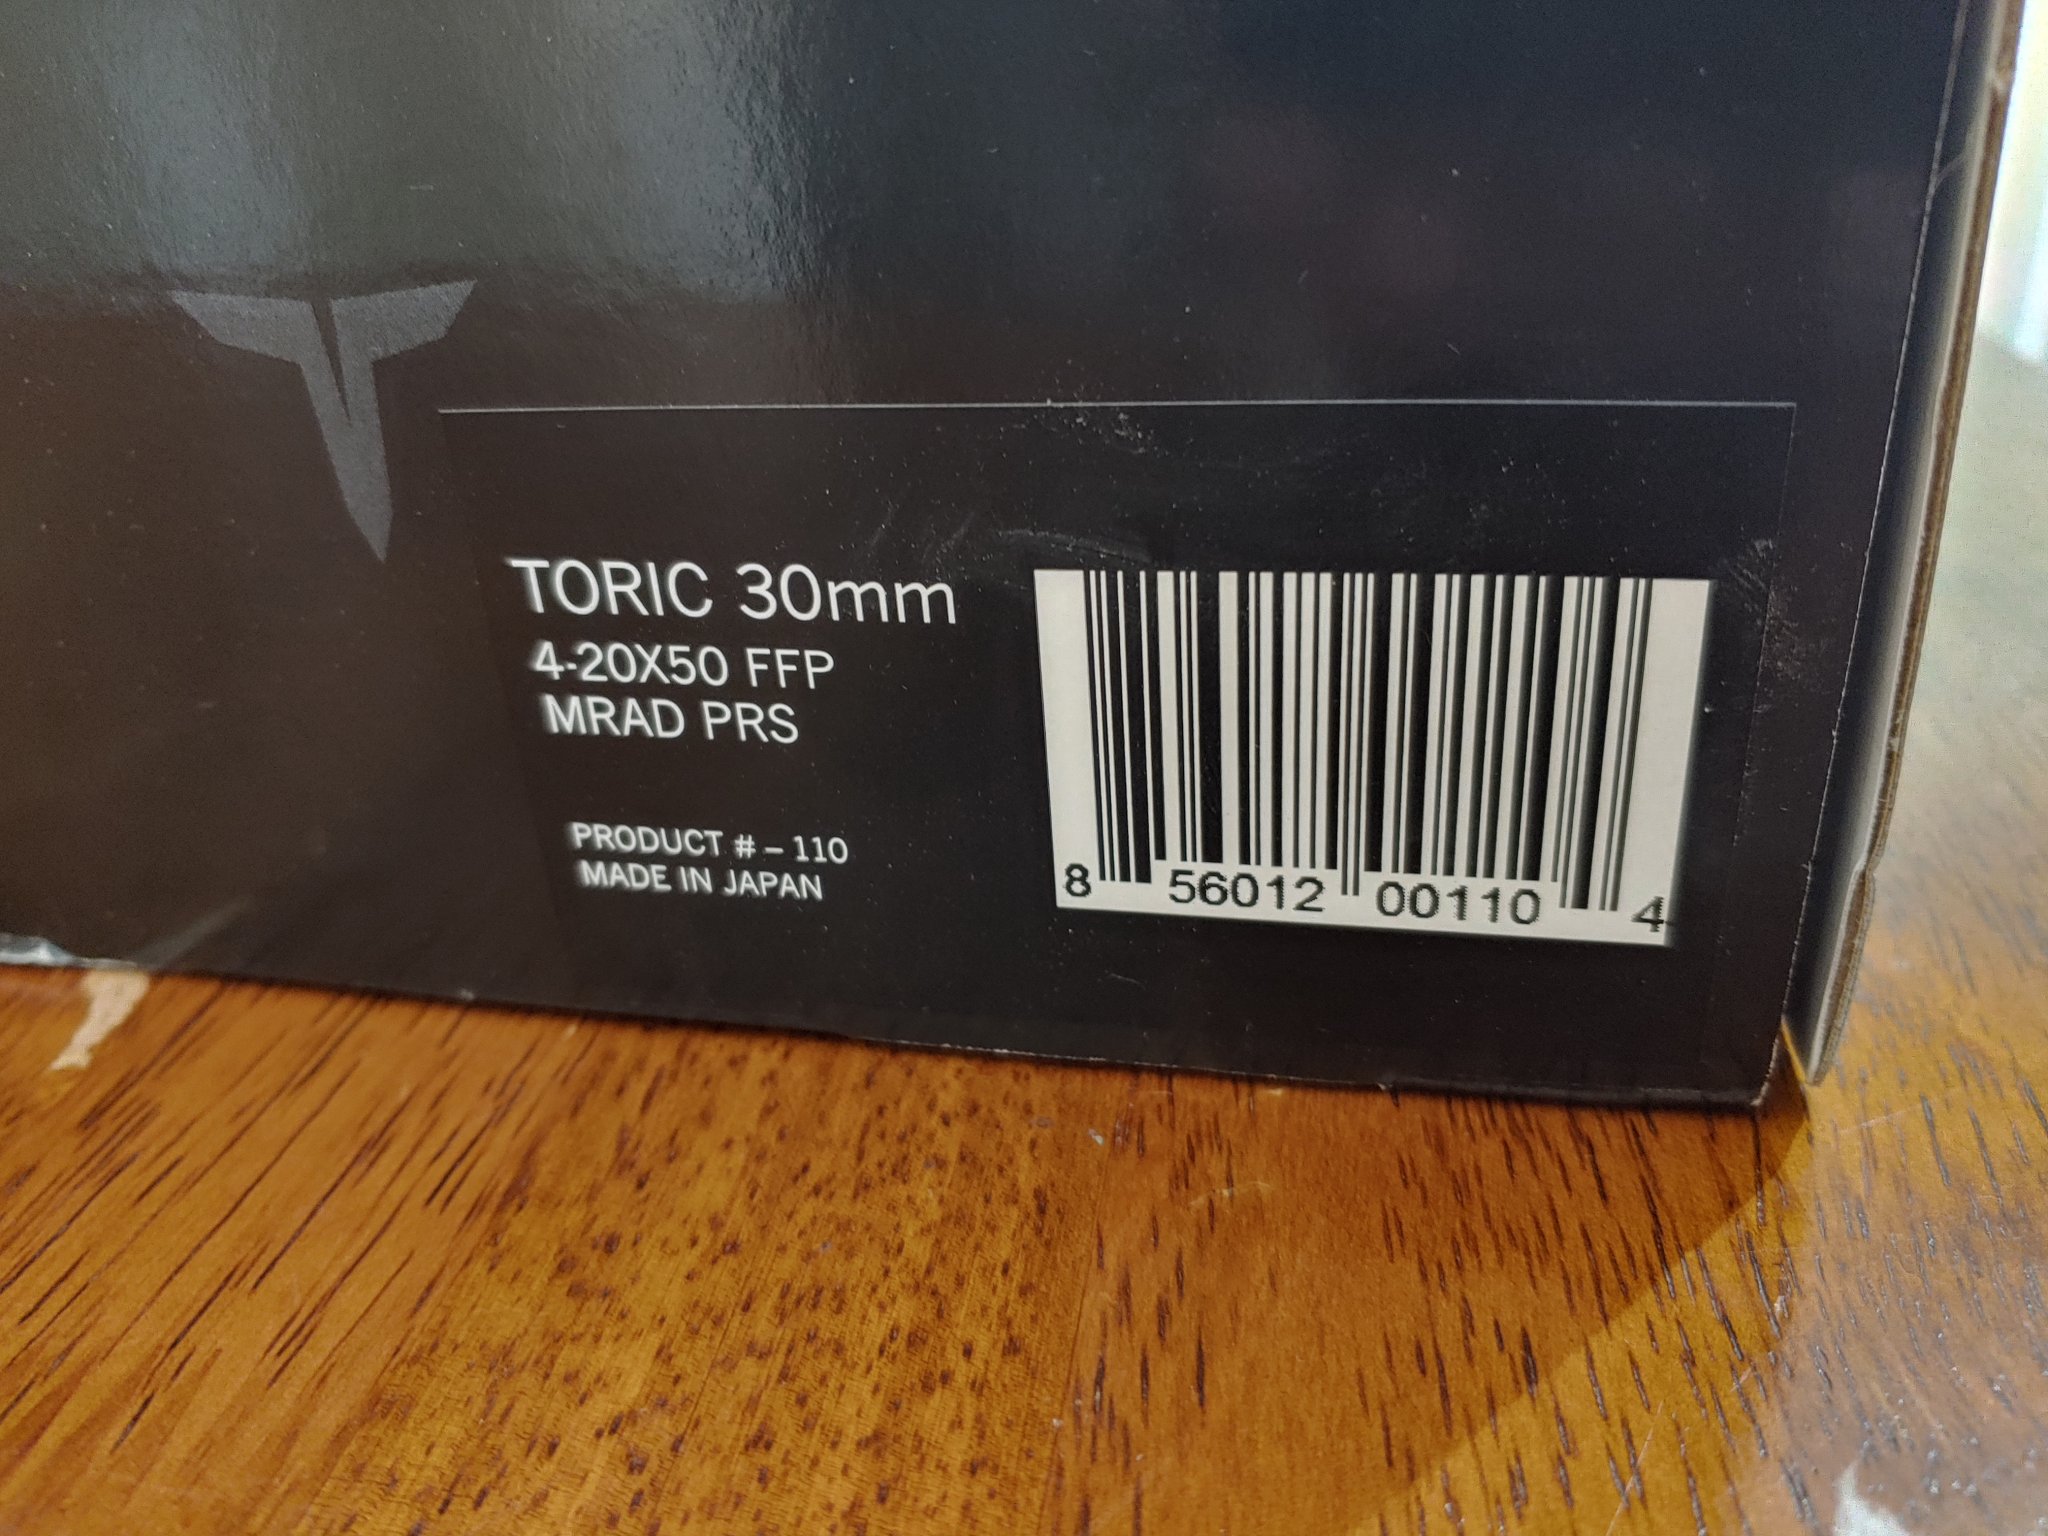 TORIC 30mm
4-20X50 FFP
MRAD PRS
PRODUCT # – 110
MADE IN JAPAN
8 56012 00110 4